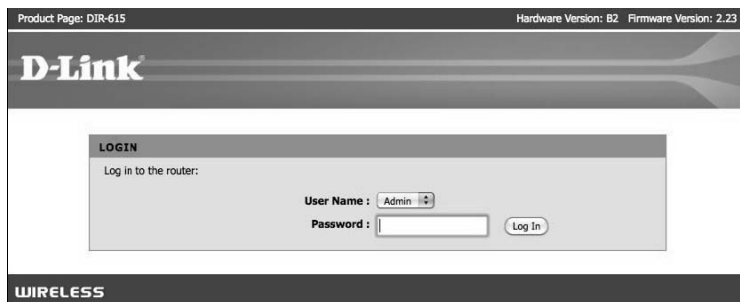 Product Page: DIR-615 Hardware Version: B2 Firmware Version: 2.23
D-Link
LOGIN
Log in to the router:
User Name : Admin
Password : Log In
WIRELESS